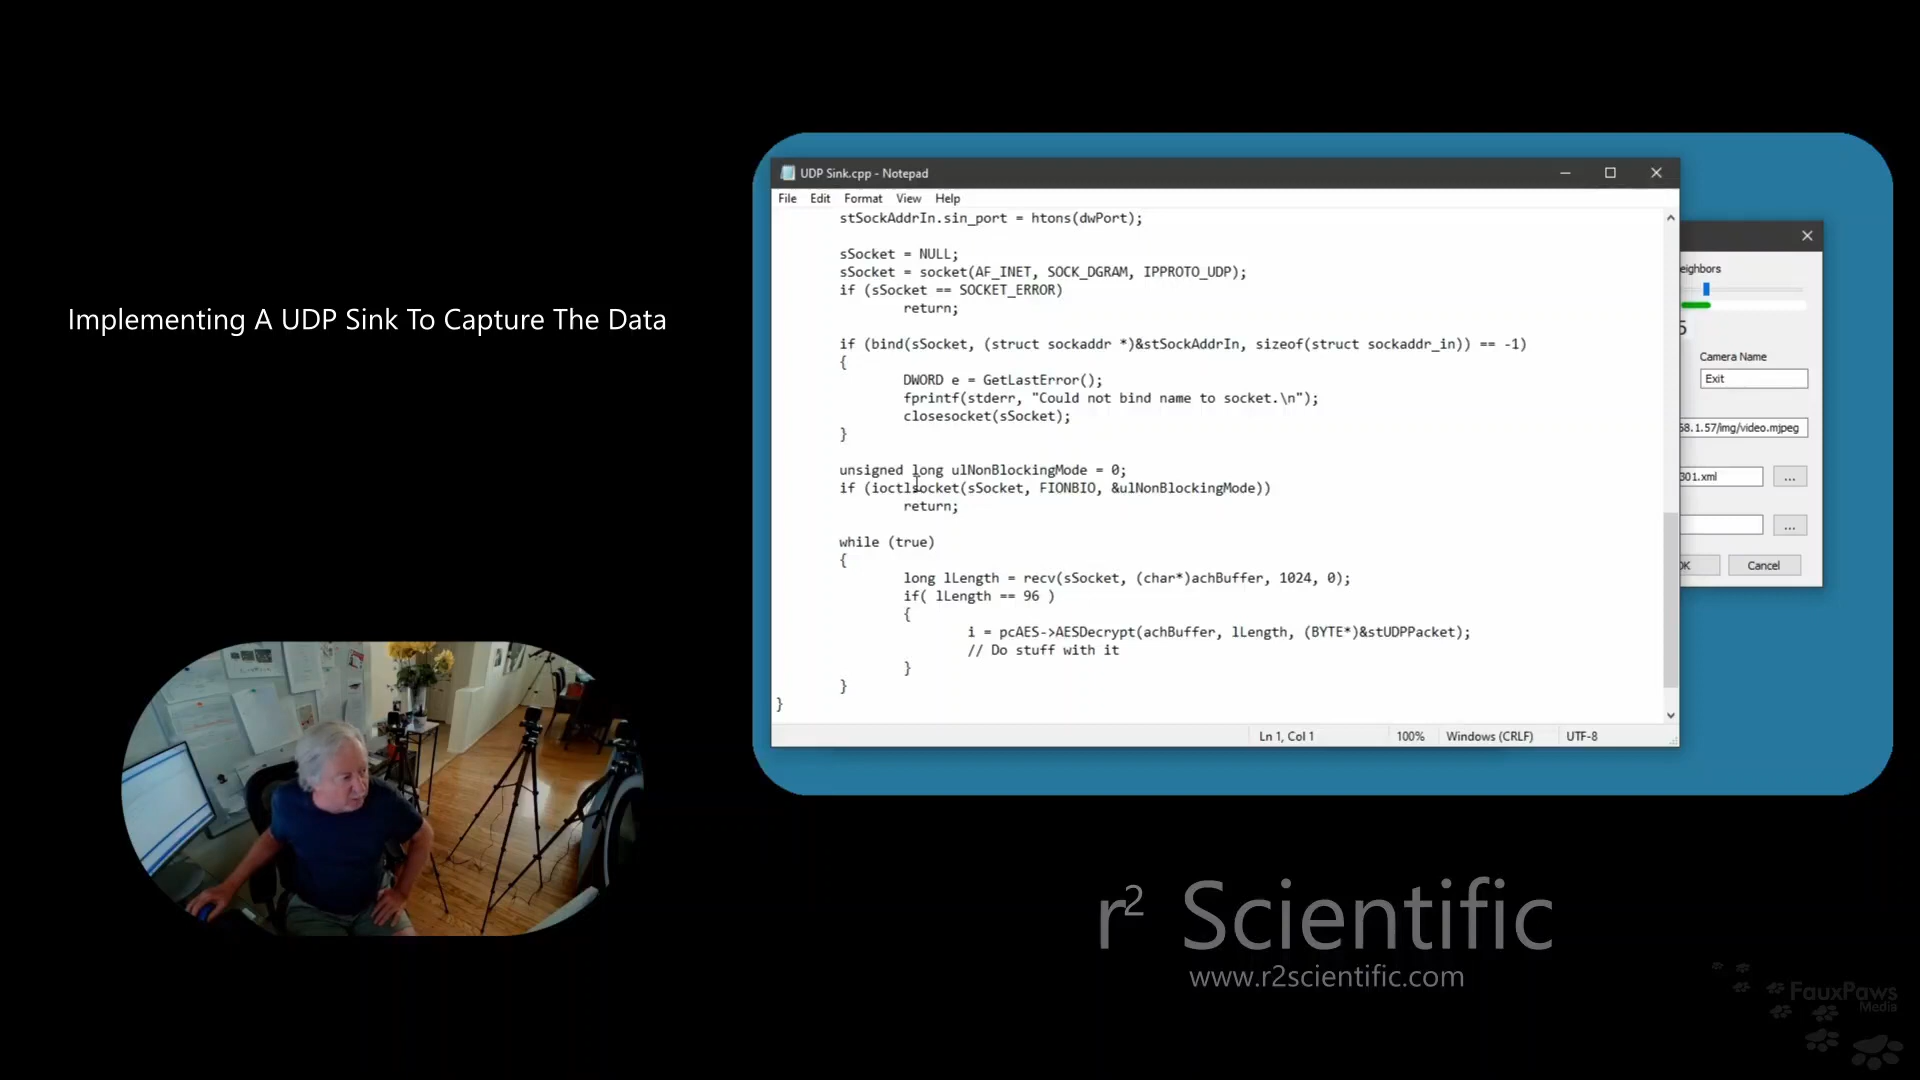 Implementing A UDP Sink To Capture The Data
UDP Sink.cpp - Notepad
File Edit Format View Help
stSockAddrIn.sin_port = htons(dwPort);
sSocket = NULL;
sSocket = socket(AF_INET, SOCK_DGRAM, IPPROTO_UDP);
if (sSocket == SOCKET_ERROR)
return;
if (bind(sSocket, (struct sockaddr *)&stSockAddrIn, sizeof(struct sockaddr_in)) == -1)
{
DWORD e = GetLastError();
fprintf(stderr, "Could not bind name to socket.\n");
closesocket(sSocket);
}
unsigned long ulNonBlockingMode = 0;
if (ioctlsocket(sSocket, FIONBIO, &ulNonBlockingMode))
return;
while (true)
{
long lLength = recv(sSocket, (char*)achBuffer, 1024, 0);
if( lLength == 96 )
{
i = pcAES->AESDecrypt(achBuffer, lLength, (BYTE*)&stUDPPacket);
// Do stuff with it
}
}
}
Ln 1, Col 1 100% Windows (CRLF) UTF-8
eighbors
5
Camera Name
Exit
58.1.57/img/video.mjpeg
301.xml ...
...
OK Cancel
r² Scientific
www.r2scientific.com
FauxPaws
Media